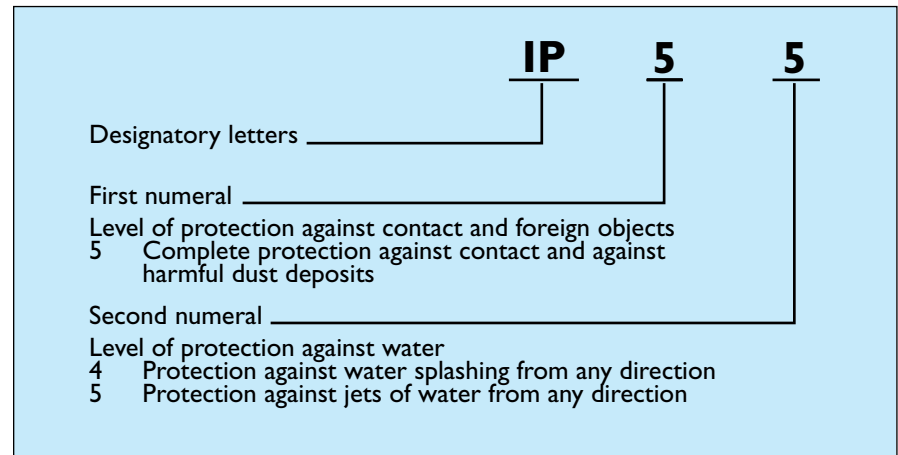 IP 5 5
Designatory letters
First numeral
Level of protection against contact and foreign objects
5 Complete protection against contact and against
harmful dust deposits
Second numeral
Level of protection against water
4 Protection against water splashing from any direction
5 Protection against jets of water from any direction